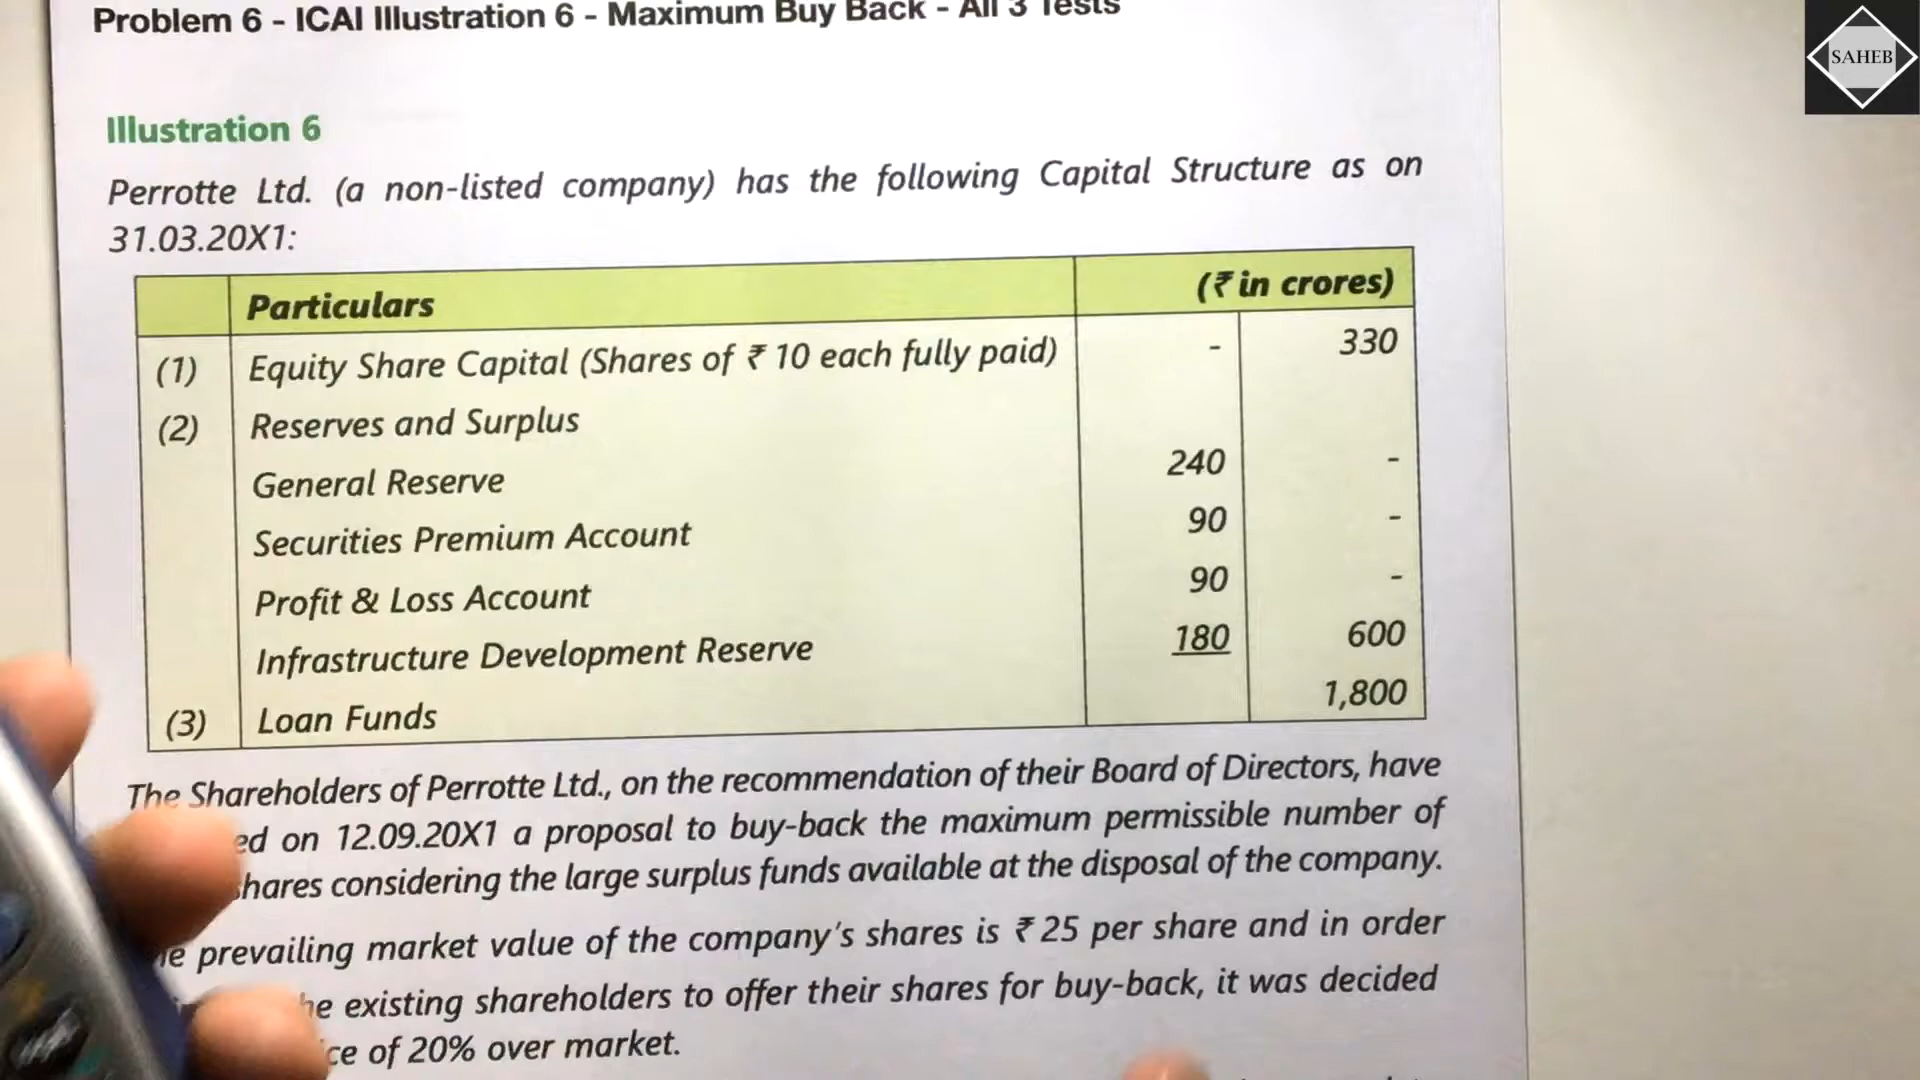 Problem 6 - ICAI Illustration 6 - Maximum Buy Back - All 3 Tests
SAHEB
Illustration 6
Perrotte Ltd. (a non-listed company) has the following Capital Structure as on
31.03.20X1:
Particulars (₹ in crores)
(1) Equity Share Capital (Shares of ₹ 10 each fully paid) - 330
(2) Reserves and Surplus
General Reserve 240 -
Securities Premium Account 90 -
Profit & Loss Account 90 -
Infrastructure Development Reserve 180 600
(3) Loan Funds 1,800
The Shareholders of Perrotte Ltd., on the recommendation of their Board of Directors, have
on 12.09.20X1 a proposal to buy-back the maximum permissible number of
considering the large surplus funds available at the disposal of the company.
prevailing market value of the company's shares is ₹ 25 per share and in order
existing shareholders to offer their shares for buy-back, it was decided
of 20% over market.